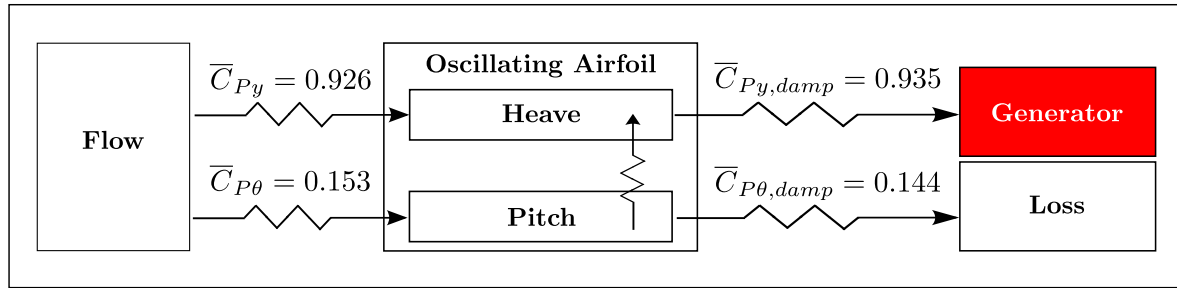 Oscillating Airfoil
Flow
C̅_{Py} = 0.926
Heave
C̅_{Py,damp} = 0.935
Generator
C̅_{Pθ} = 0.153
Pitch
C̅_{Pθ,damp} = 0.144
Loss